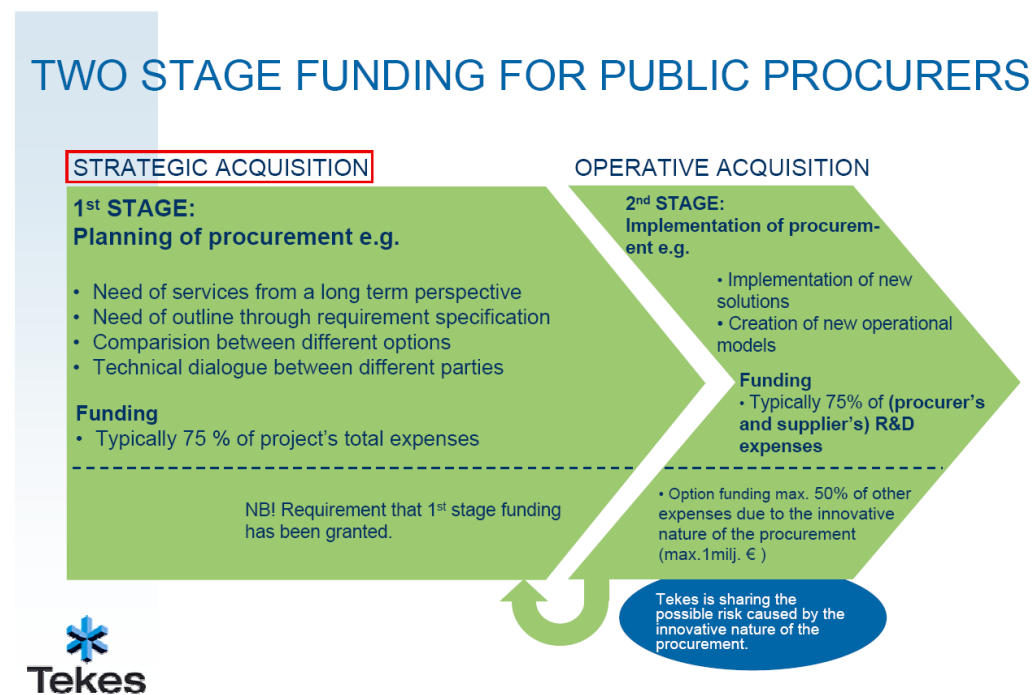 TWO STAGE FUNDING FOR PUBLIC PROCURERS
STRATEGIC ACQUISITION
1st STAGE:
Planning of procurement e.g.
• Need of services from a long term perspective
• Need of outline through requirement specification
• Comparision between different options
• Technical dialogue between different parties
Funding
• Typically 75 % of project's total expenses
NB! Requirement that 1st stage funding
has been granted.
OPERATIVE ACQUISITION
2nd STAGE:
Implementation of procurem-
ent e.g.
• Implementation of new
solutions
• Creation of new operational
models
Funding
• Typically 75% of (procurer's
and supplier's) R&D
expenses
• Option funding max. 50% of other
expenses due to the innovative
nature of the procurement
(max.1milj. € )
Tekes is sharing the
possible risk caused by the
innovative nature of the
procurement.
Tekes